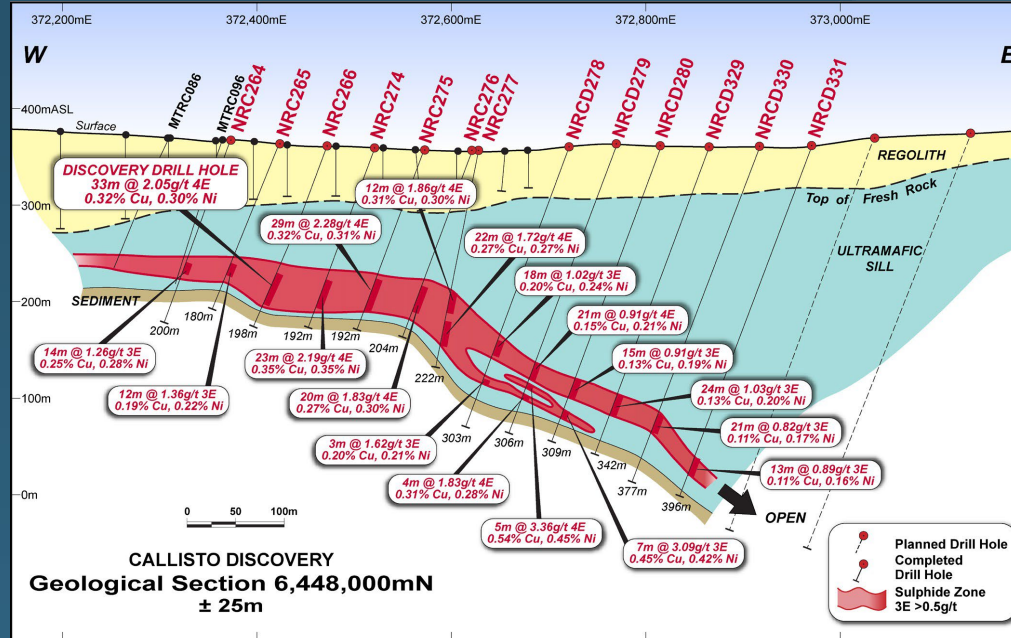 372,200mE
372,400mE
372,600mE
372,800mE
373,000mE
W
E
MTRC086
MTRC096
NRC264
NRC265
NRC266
NRC274
NRC275
NRC276
NRC277
NRCD278
NRCD279
NRCD280
NRCD329
NRCD330
NRCD331
400mASL
Surface
REGOLITH
Top of Fresh Rock
DISCOVERY DRILL HOLE
33m @ 2.05g/t 4E
0.32% Cu, 0.30% Ni
12m @ 1.86g/t 4E
0.31% Cu, 0.30% Ni
300m
29m @ 2.28g/t 4E
0.32% Cu, 0.31% Ni
22m @ 1.72g/t 4E
0.27% Cu, 0.27% Ni
ULTRAMAFIC
SILL
18m @ 1.02g/t 3E
0.20% Cu, 0.24% Ni
200m
SEDIMENT
21m @ 0.91g/t 4E
0.15% Cu, 0.21% Ni
200m
180m
198m
192m
192m
204m
222m
14m @ 1.26g/t 3E
0.25% Cu, 0.28% Ni
23m @ 2.19g/t 4E
0.35% Cu, 0.35% Ni
15m @ 0.91g/t 3E
0.13% Cu, 0.19% Ni
12m @ 1.36g/t 3E
0.19% Cu, 0.22% Ni
20m @ 1.83g/t 4E
0.27% Cu, 0.30% Ni
24m @ 1.03g/t 3E
0.13% Cu, 0.20% Ni
100m
21m @ 0.82g/t 3E
0.11% Cu, 0.17% Ni
303m
306m
309m
342m
377m
396m
3m @ 1.62g/t 3E
0.20% Cu, 0.21% Ni
13m @ 0.89g/t 3E
0.11% Cu, 0.16% Ni
4m @ 1.83g/t 4E
0.31% Cu, 0.28% Ni
0m
OPEN
5m @ 3.36g/t 4E
0.54% Cu, 0.45% Ni
7m @ 3.09g/t 3E
0.45% Cu, 0.42% Ni
0 50 100m
CALLISTO DISCOVERY
Geological Section 6,448,000mN
± 25m
Planned Drill Hole
Completed
Drill Hole
Sulphide Zone
3E >0.5g/t